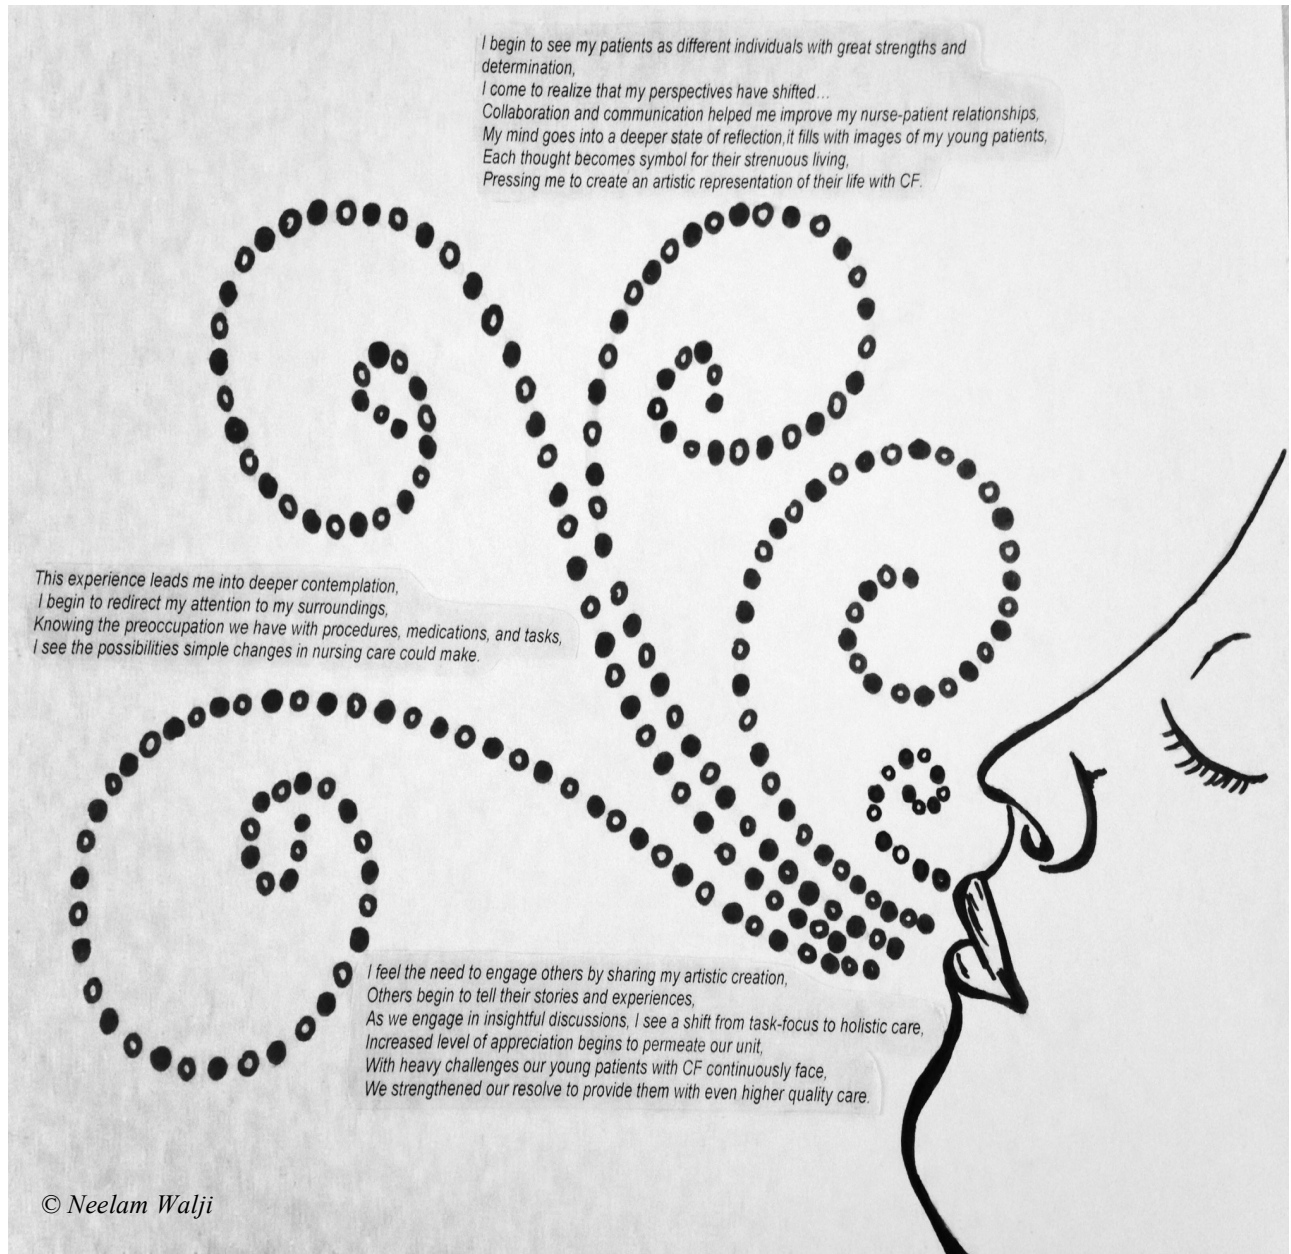 I begin to see my patients as different individuals with great strengths and
determination,
I come to realize that my perspectives have shifted...
Collaboration and communication helped me improve my nurse-patient relationships,
My mind goes into a deeper state of reflection,it fills with images of my young patients,
Each thought becomes symbol for their strenuous living,
Pressing me to create an artistic representation of their life with CF.
This experience leads me into deeper contemplation,
I begin to redirect my attention to my surroundings,
Knowing the preoccupation we have with procedures, medications, and tasks,
I see the possibilities simple changes in nursing care could make.
I feel the need to engage others by sharing my artistic creation,
Others begin to tell their stories and experiences,
As we engage in insightful discussions, I see a shift from task-focus to holistic care,
Increased level of appreciation begins to permeate our unit,
With heavy challenges our young patients with CF continuously face,
We strengthened our resolve to provide them with even higher quality care.
© Neelam Walji